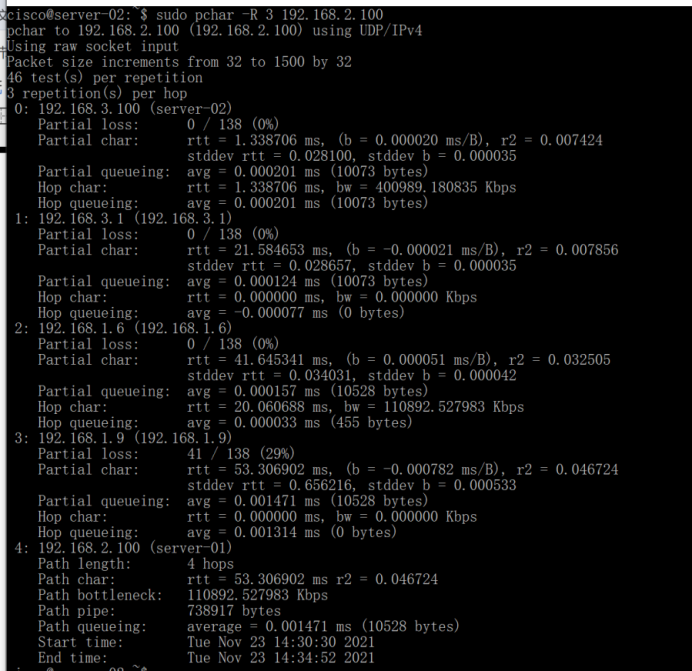 cisco@server-02:~$ sudo pchar -R 3 192.168.2.100
pchar to 192.168.2.100 (192.168.2.100) using UDP/IPv4
Using raw socket input
Packet size increments from 32 to 1500 by 32
46 test(s) per repetition
3 repetition(s) per hop
0: 192.168.3.100 (server-02)
Partial loss: 0 / 138 (0%)
Partial char: rtt = 1.338706 ms, (b = 0.000020 ms/B), r2 = 0.007424
stddev rtt = 0.028100, stddev b = 0.000035
Partial queueing: avg = 0.000201 ms (10073 bytes)
Hop char: rtt = 1.338706 ms, bw = 400989.180835 Kbps
Hop queueing: avg = 0.000201 ms (10073 bytes)
1: 192.168.3.1 (192.168.3.1)
Partial loss: 0 / 138 (0%)
Partial char: rtt = 21.584653 ms, (b = -0.000021 ms/B), r2 = 0.007856
stddev rtt = 0.028657, stddev b = 0.000035
Partial queueing: avg = 0.000124 ms (10073 bytes)
Hop char: rtt = 0.000000 ms, bw = 0.000000 Kbps
Hop queueing: avg = -0.000077 ms (0 bytes)
2: 192.168.1.6 (192.168.1.6)
Partial loss: 0 / 138 (0%)
Partial char: rtt = 41.645341 ms, (b = 0.000051 ms/B), r2 = 0.032505
stddev rtt = 0.034031, stddev b = 0.000042
Partial queueing: avg = 0.000157 ms (10528 bytes)
Hop char: rtt = 20.060688 ms, bw = 110892.527983 Kbps
Hop queueing: avg = 0.000033 ms (455 bytes)
3: 192.168.1.9 (192.168.1.9)
Partial loss: 41 / 138 (29%)
Partial char: rtt = 53.306902 ms, (b = -0.000782 ms/B), r2 = 0.046724
stddev rtt = 0.656216, stddev b = 0.000533
Partial queueing: avg = 0.001471 ms (10528 bytes)
Hop char: rtt = 0.000000 ms, bw = 0.000000 Kbps
Hop queueing: avg = 0.001314 ms (0 bytes)
4: 192.168.2.100 (server-01)
Path length: 4 hops
Path char: rtt = 53.306902 ms r2 = 0.046724
Path bottleneck: 110892.527983 Kbps
Path pipe: 738917 bytes
Path queueing: average = 0.001471 ms (10528 bytes)
Start time: Tue Nov 23 14:30:30 2021
End time: Tue Nov 23 14:34:52 2021